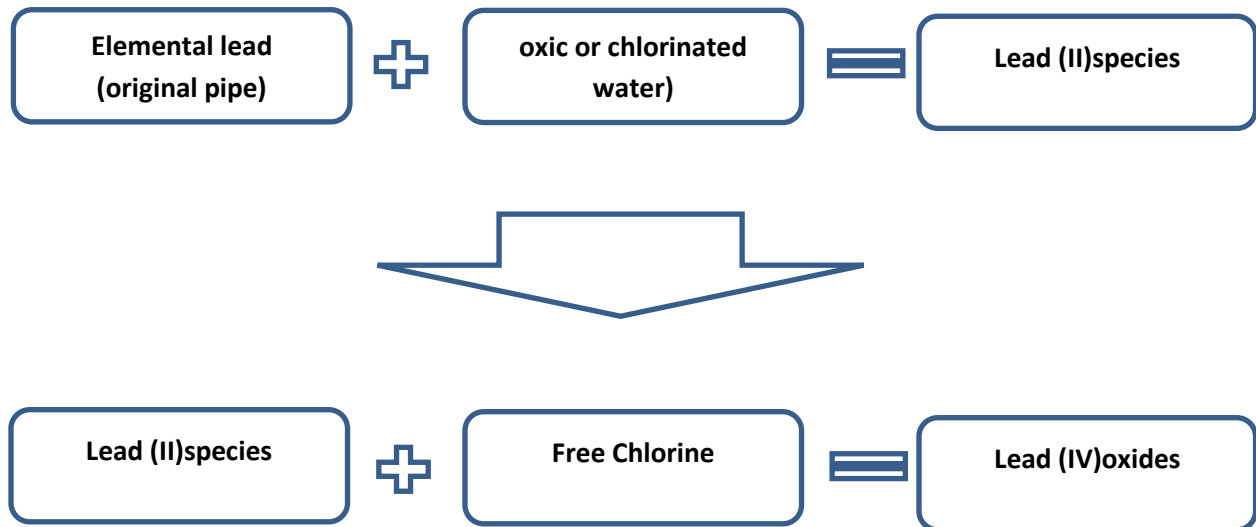 Elemental lead
(original pipe)
oxic or chlorinated
water)
Lead (II)species
Lead (II)species
Free Chlorine
Lead (IV)oxides